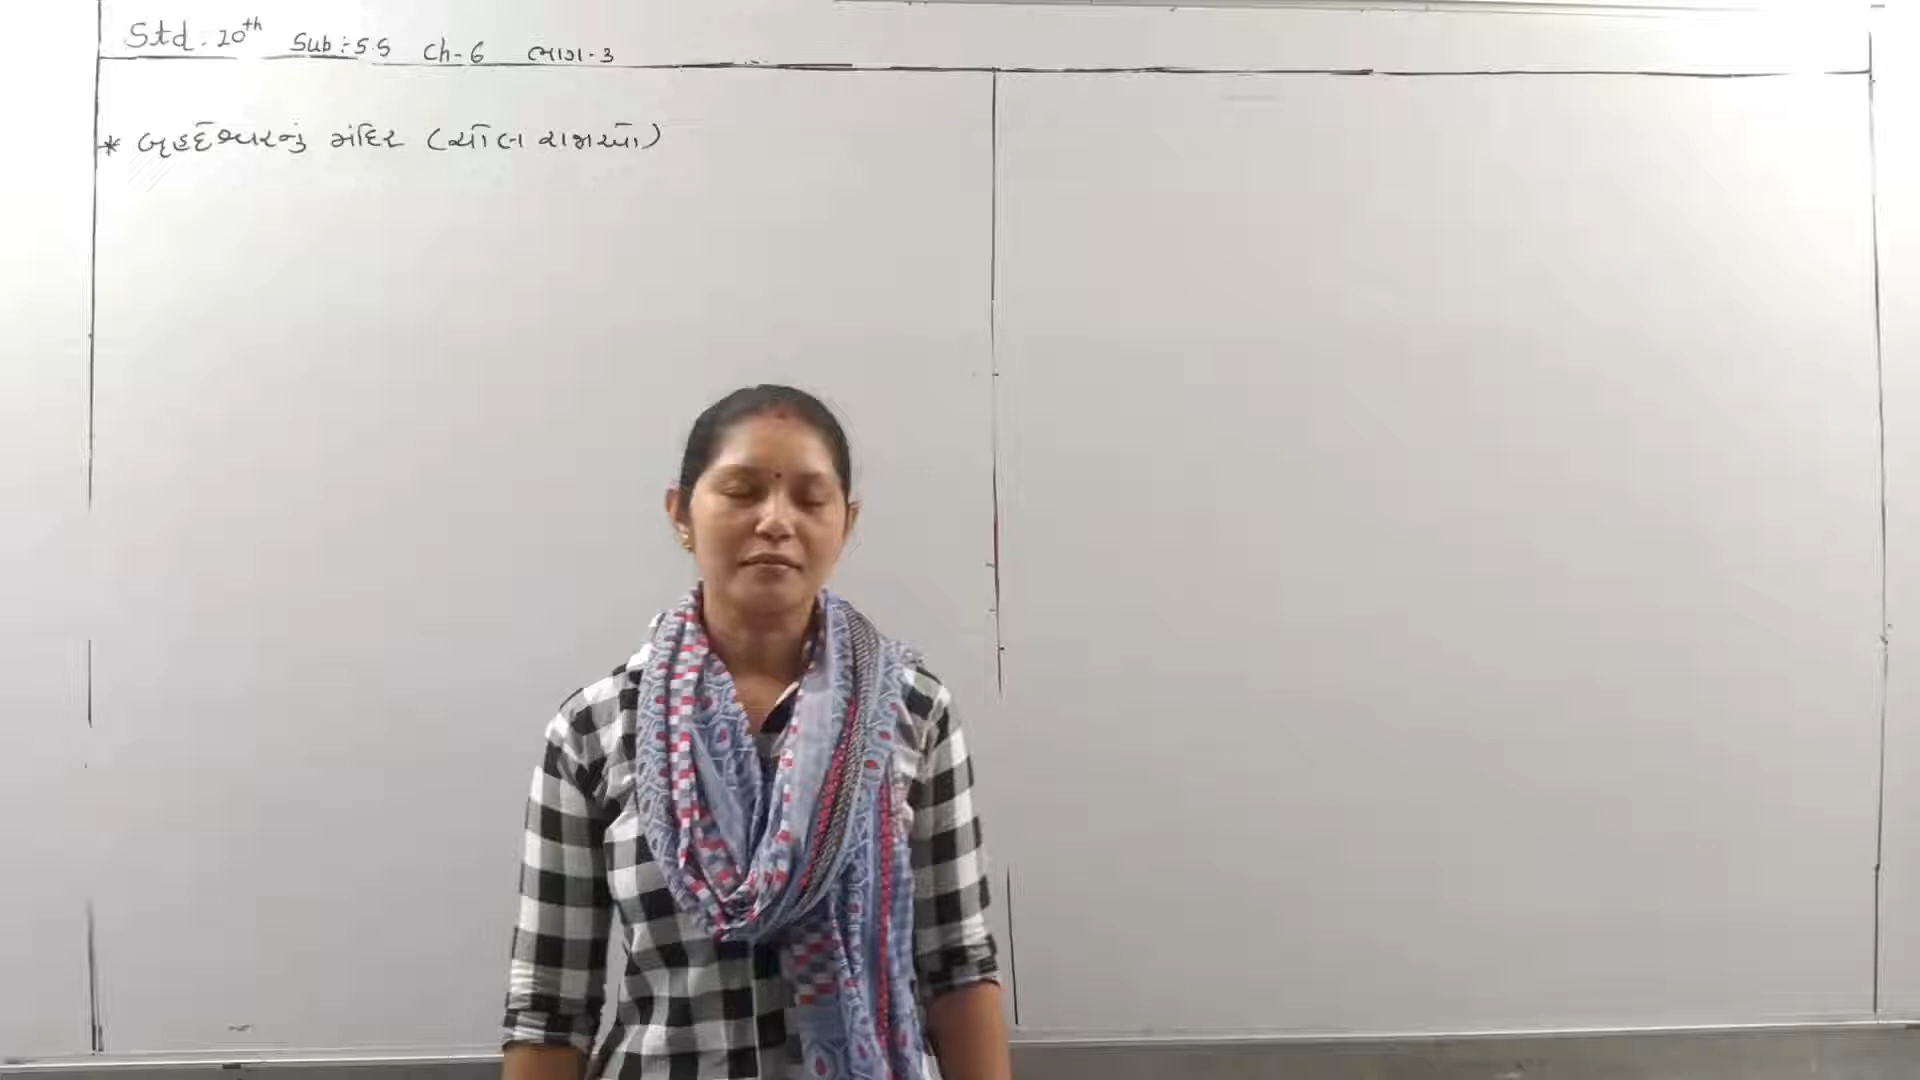 Std. 10th Sub :- S.S Ch-6 ભાગ-3
* બૃહદેશ્વરનું મંદિર (ચૉલ રાજ્યો)